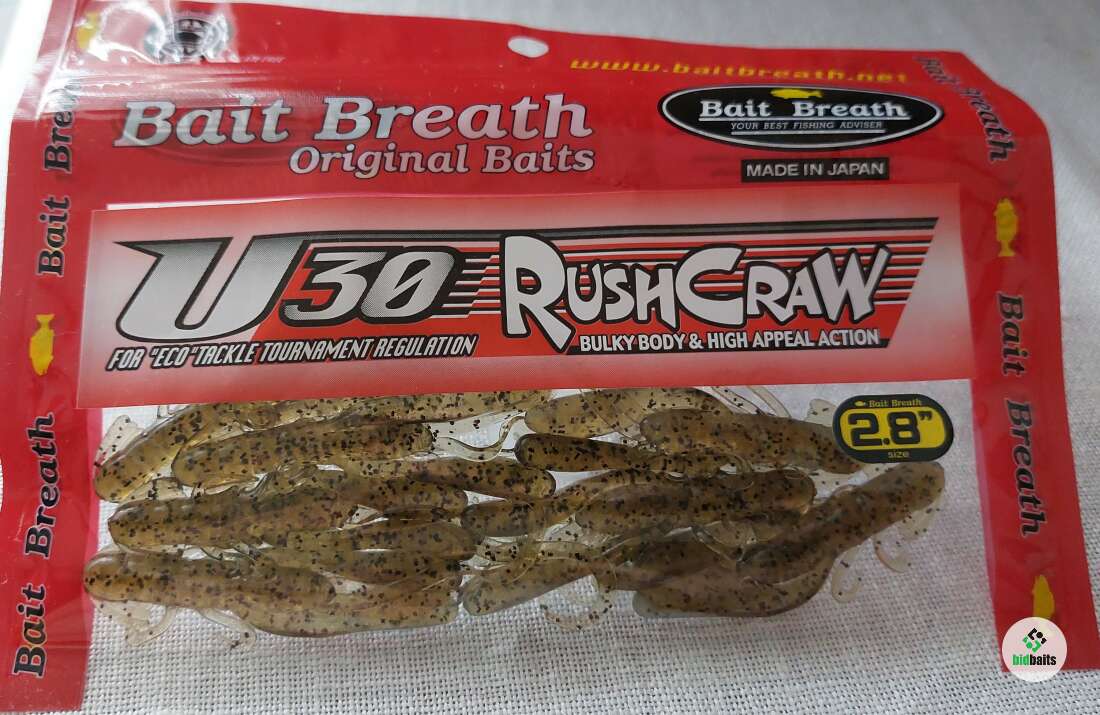 www.baitbreath.net
Bait Breath
Original Baits
Bait Breath
YOUR BEST FISHING ADVISER
MADE IN JAPAN
U30 RUSHCRAW
FOR "ECO" TACKLE TOURNAMENT REGULATION
BULKY BODY & HIGH APPEAL ACTION
Bait Breath
2.8"
size
Bait Breath
Bait Breath
Bait Breath
Bait Breath
bidbaits